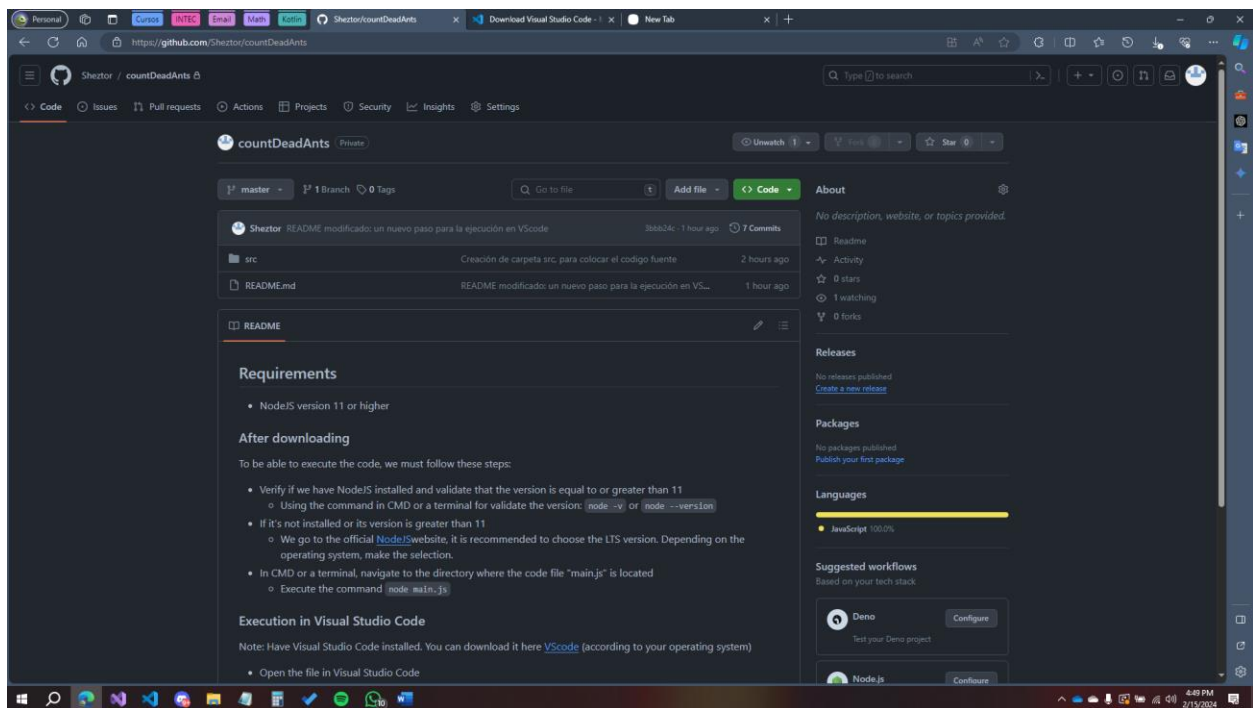 Personal
Cursos
INTEC
Email
Math
Kotlin
Sheztor/countDeadAnts
Download Visual Studio Code -
New Tab
https://github.com/Sheztor/countDeadAnts
Sheztor / countDeadAnts
Type / to search
Code
Issues
Pull requests
Actions
Projects
Security
Insights
Settings
countDeadAnts Private
Unwatch 1
Fork 0
Star 0
master
1 Branch
0 Tags
Go to file
t
Add file
Code
Sheztor README modificado: un nuevo paso para la ejecución en VScode
3bbb24c · 1 hour ago
7 Commits
src
Creación de carpeta src, para colocar el codigo fuente
2 hours ago
README.md
README modificado: un nuevo paso para la ejecución en VS...
1 hour ago
README
Requirements
• NodeJS version 11 or higher
After downloading
To be able to execute the code, we must follow these steps:
• Verify if we have NodeJS installed and validate that the version is equal to or greater than 11
Using the command in CMD or a terminal for validate the version: node -v or node --version
• If it's not installed or its version is greater than 11
We go to the official NodeJSwebsite, it is recommended to choose the LTS version. Depending on the
operating system, make the selection.
• In CMD or a terminal, navigate to the directory where the code file "main.js" is located
Execute the command node main.js
Execution in Visual Studio Code
Note: Have Visual Studio Code installed. You can download it here VScode (according to your operating system)
• Open the file in Visual Studio Code
About
No description, website, or topics provided.
Readme
Activity
0 stars
1 watching
0 forks
Releases
No releases published
Create a new release
Packages
No packages published
Publish your first package
Languages
JavaScript 100.0%
Suggested workflows
Based on your tech stack
Deno
Configure
Test your Deno project
Node.js
Configure
4:49 PM
2/15/2024